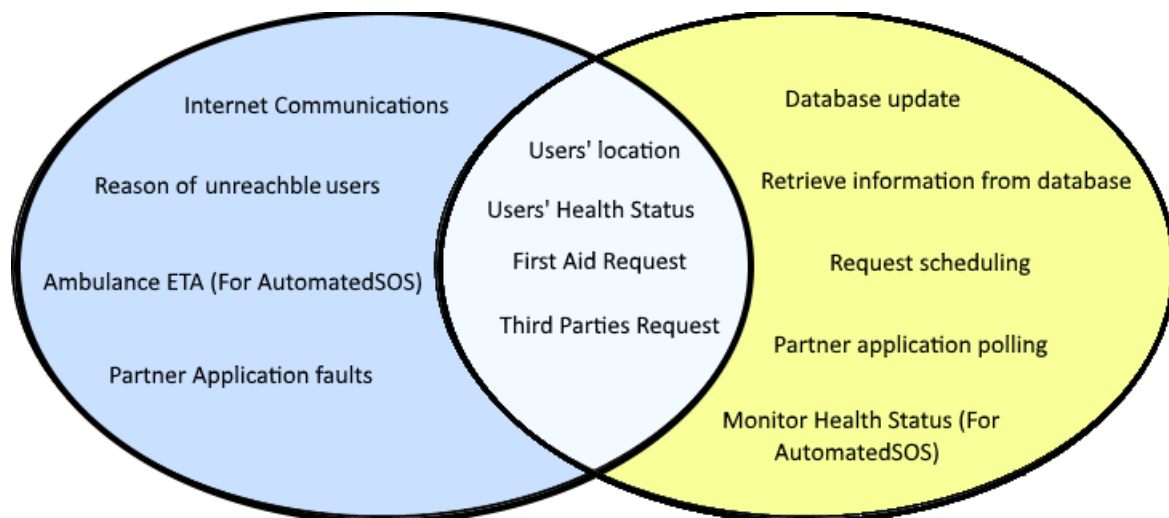 Internet Communications
Reason of unreachble users
Ambulance ETA (For AutomatedSOS)
Partner Application faults
Users' location
Users' Health Status
First Aid Request
Third Parties Request
Database update
Retrieve information from database
Request scheduling
Partner application polling
Monitor Health Status (For
AutomatedSOS)